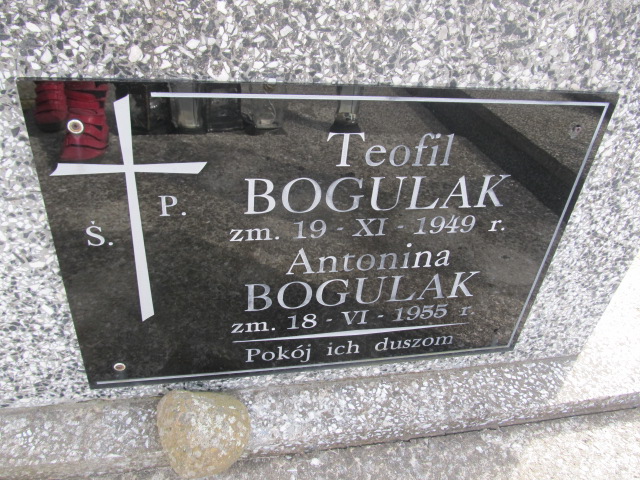 Ś. P.
Teofil
BOGULAK
zm. 19 - XI - 1949 r.
Antonina
BOGULAK
zm. 18 - VI - 1955 r.
Pokój ich duszom